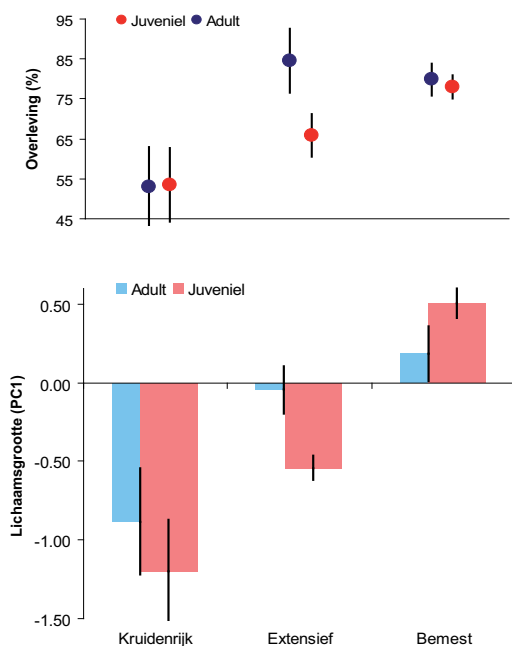 95
Juveniel Adult
85
75
65
55
45
Overleving (%)
Adult Juveniel
0.50
0.00
-0.50
-1.00
-1.50
Lichaamsgrootte (PC1)
Kruidenrijk Extensief Bemest